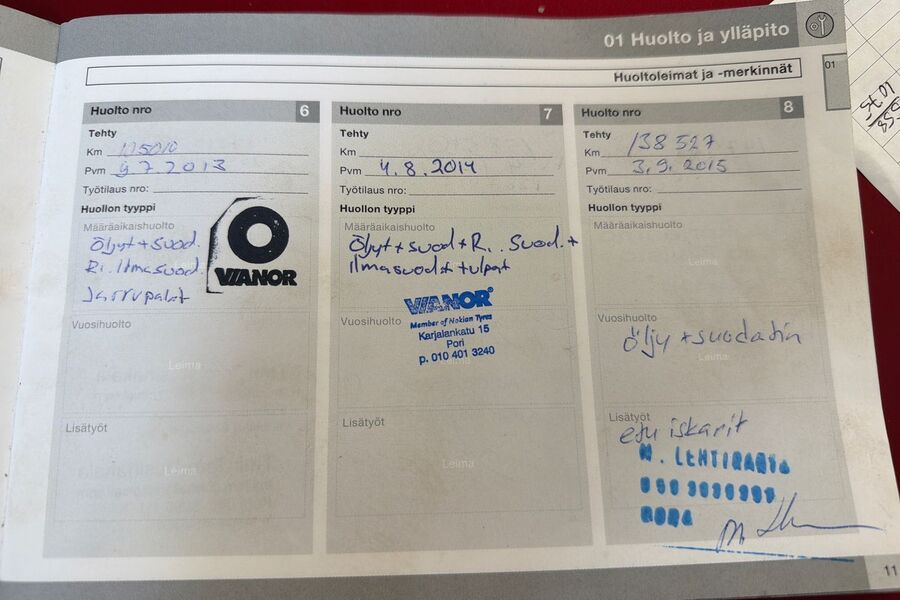 01 Huolto ja ylläpito
Huoltoleimat ja -merkinnät
01
Huolto nro 6
Tehty
Km
Pvm 9.7.2013
Työtilaus nro:
Huollon tyyppi
Määräaikaishuolto
Öljyt + suod.
Ri. Ilmasuod.
Jarrupalat
VIANOR
Vuosihuolto
Leima
Lisätyöt
Leima
Huolto nro 7
Tehty
Km
Pvm 4.8.2014
Työtilaus nro:
Huollon tyyppi
Määräaikaishuolto
Öljyt + suod + Ri. Suod. +
Ilmasuod + tulpat
VIANOR
Member of Nokian Tyres
Karjalankatu 15
Pori
p. 010 401 3240
Vuosihuolto
Lisätyöt
Leima
Huolto nro 8
Tehty
Km 138 527
Pvm 3.9.2015
Työtilaus nro:
Huollon tyyppi
Määräaikaishuolto
Leima
Vuosihuolto
Öljy + suodatin
Leima
Lisätyöt
etu iskarit
11